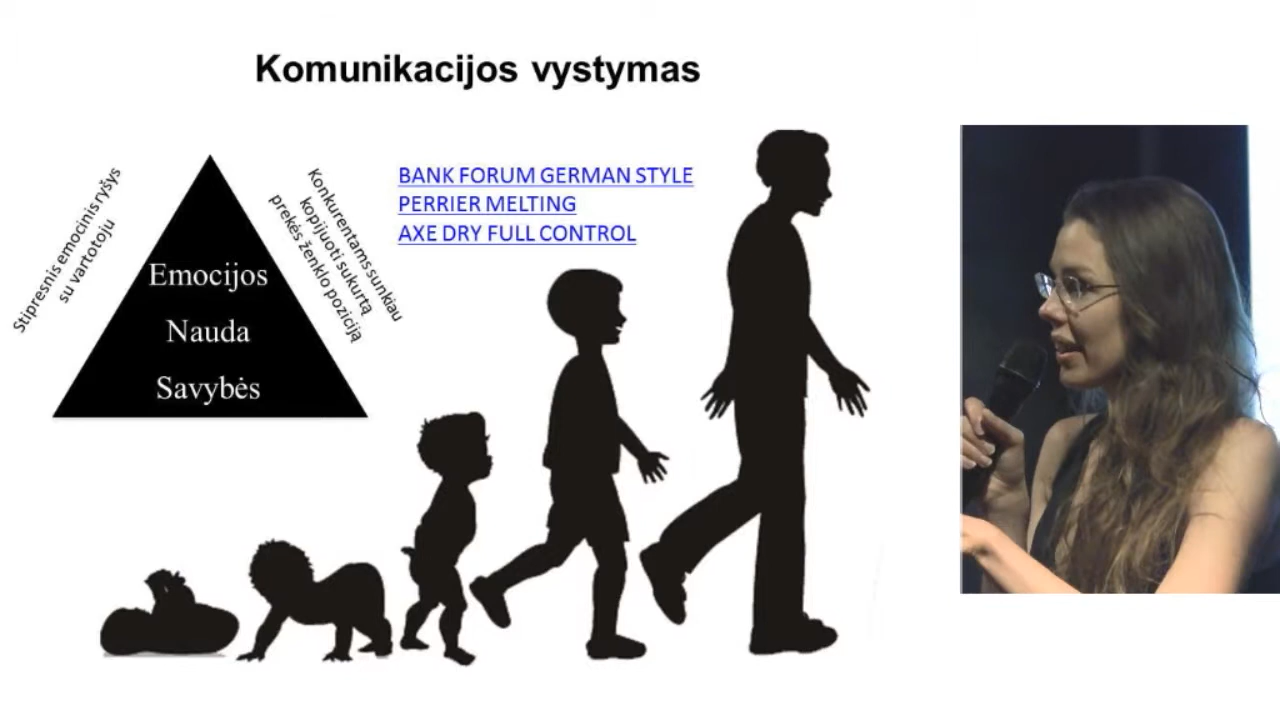 Komunikacijos vystymas
Stipresnis emocinis ryšys
su vartotoju
Emocijos
Nauda
Savybės
Konkurentams sunkiau
kopijuoti sukurtą
prekės ženklo poziciją
BANK FORUM GERMAN STYLE
PERRIER MELTING
AXE DRY FULL CONTROL